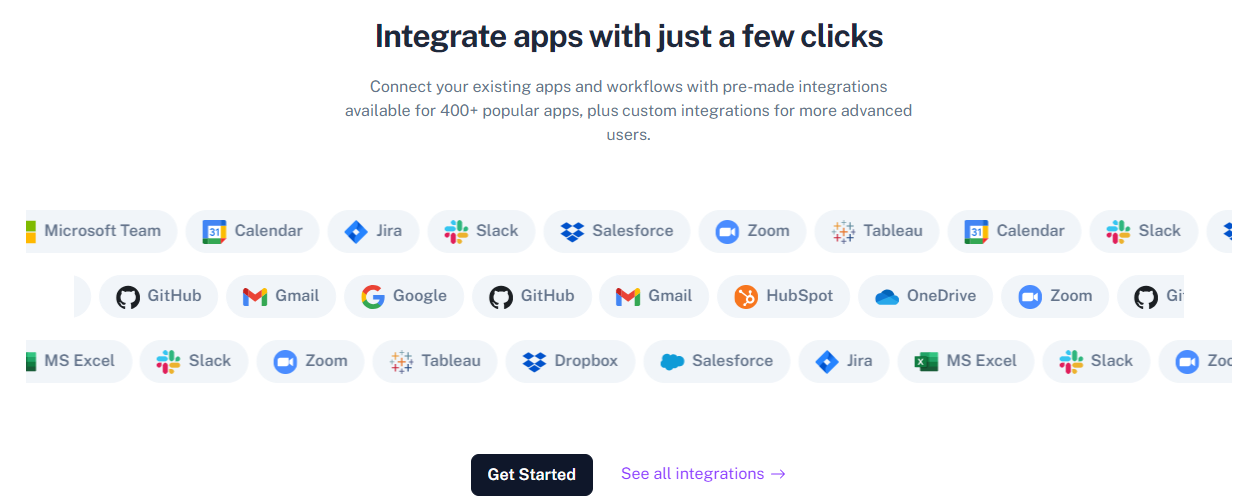 Integrate apps with just a few clicks
Connect your existing apps and workflows with pre-made integrations
available for 400+ popular apps, plus custom integrations for more advanced
users.
Microsoft Team 31 Calendar Jira Slack Salesforce Zoom Tableau 31 Calendar Slack
GitHub Gmail Google GitHub Gmail HubSpot OneDrive Zoom Git
MS Excel Slack Zoom Tableau Dropbox Salesforce Jira X MS Excel Slack Zoo
Get Started See all integrations →